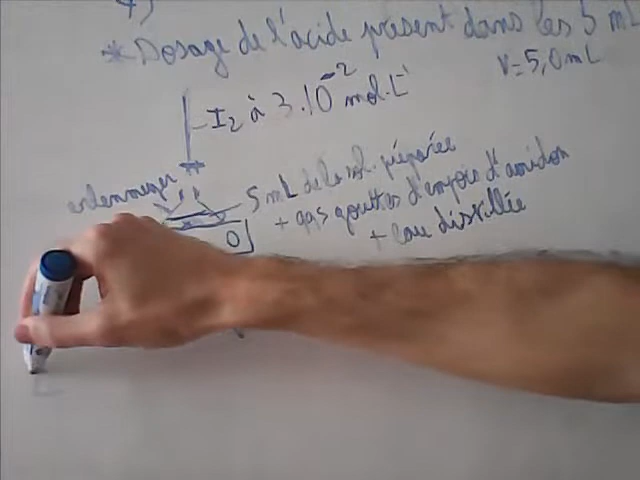 * Dosage de l'acide présent dans les 5 mL
V = 5,0 mL
I₂ à 3.10⁻² mol.L⁻¹
erlenmeyer
5 mL de la sol. préparée
+ qqs gouttes d'empois d'amidon
+ eau distillée